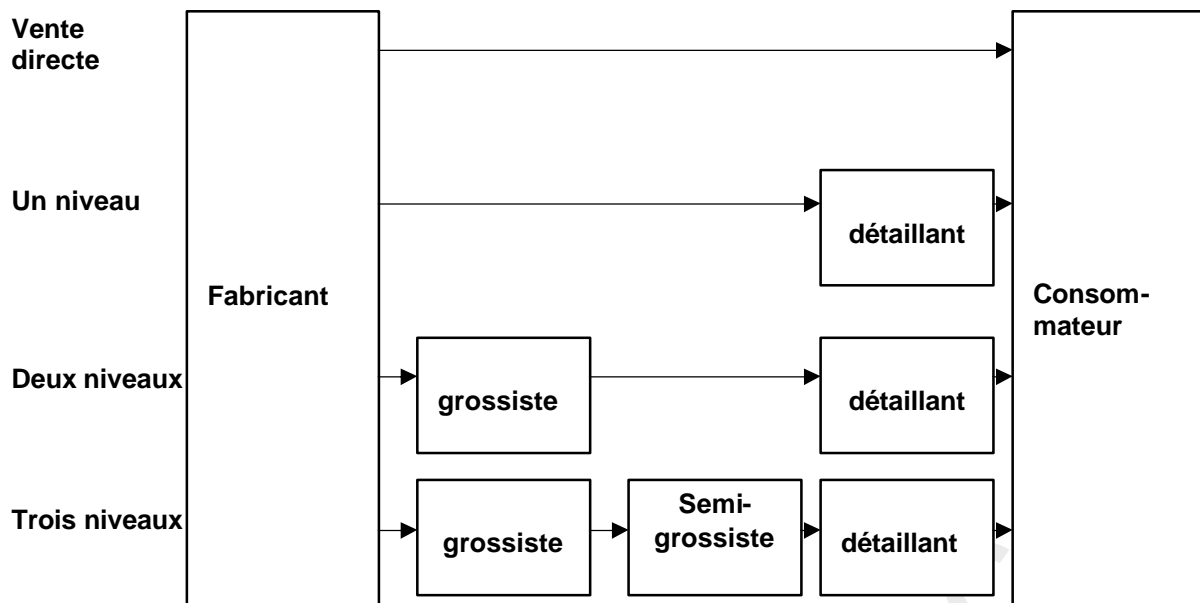 Vente
directe
Un niveau
détaillant
Fabricant
Consom-
mateur
Deux niveaux
grossiste
détaillant
Trois niveaux
grossiste
Semi-
grossiste
détaillant